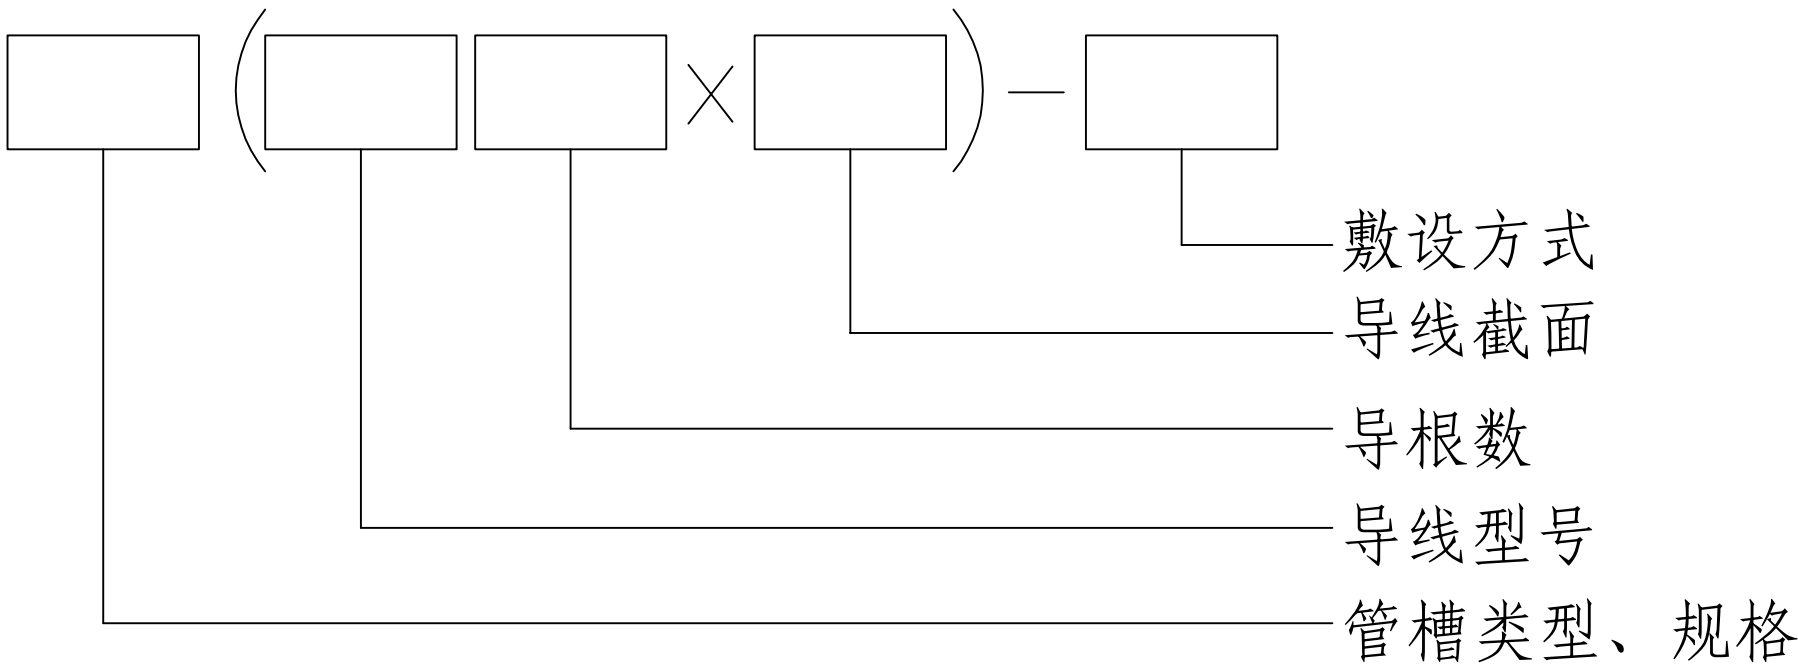 ( × ) —
敷设方式
导线截面
导根数
导线型号
管槽类型、规格